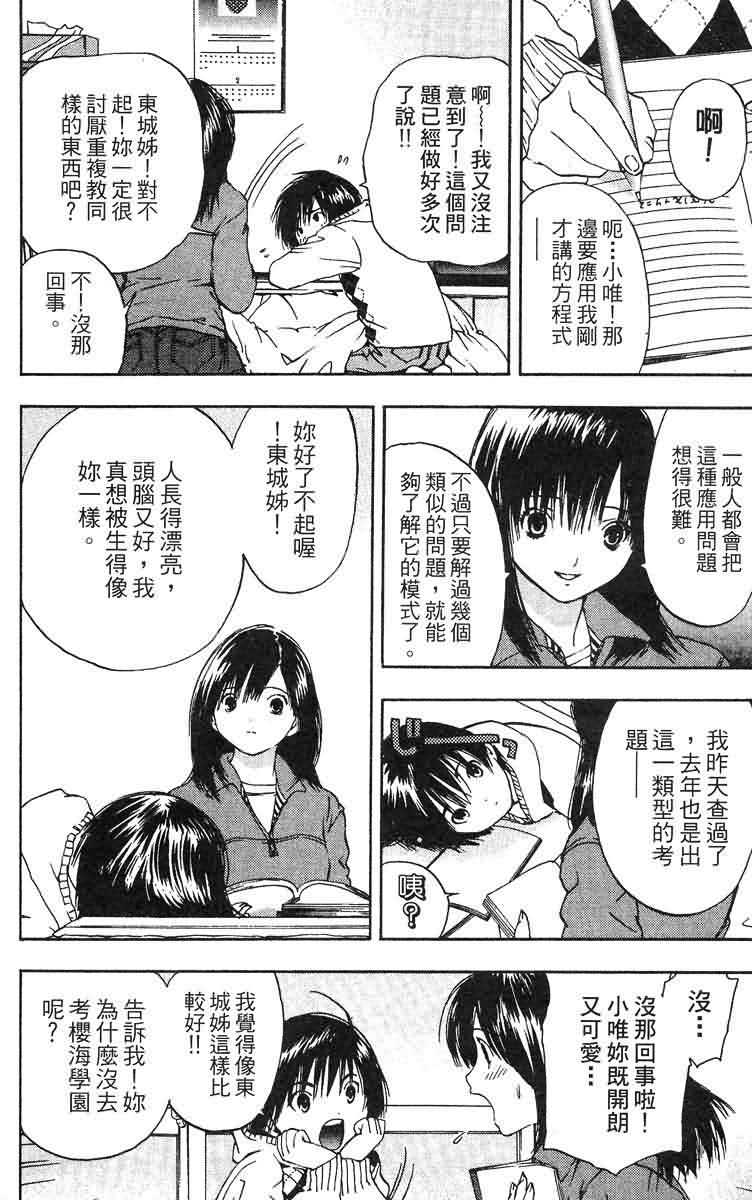 啊！
呃⋯小唯！那
邊要應用我剛
才講的方程式
──
啊～！我又沒注
意到了！這個問
題已經做好多次
了說!!
東城姊！對不
起！妳一定很
討厭重複教同
樣的東西吧？
不！沒那
回事。
一般人都會把
這種應用問題
想得很難。
不過只要解過幾個
類似的問題，就能
夠了解它的模式了。
妳好了不起喔
！東城姊！
人長得漂亮，
頭腦又好，我
真想被生得像
妳一樣。
我昨天查過了
，去年也是出
這一類型的考
題──
じーっ
咦？
沒⋯
沒那回事啦！
小唯妳既開朗
又可愛⋯
我覺得像東
城姊這樣比
較好!!
告訴我！妳
為什麼沒去
考櫻海學園
呢？